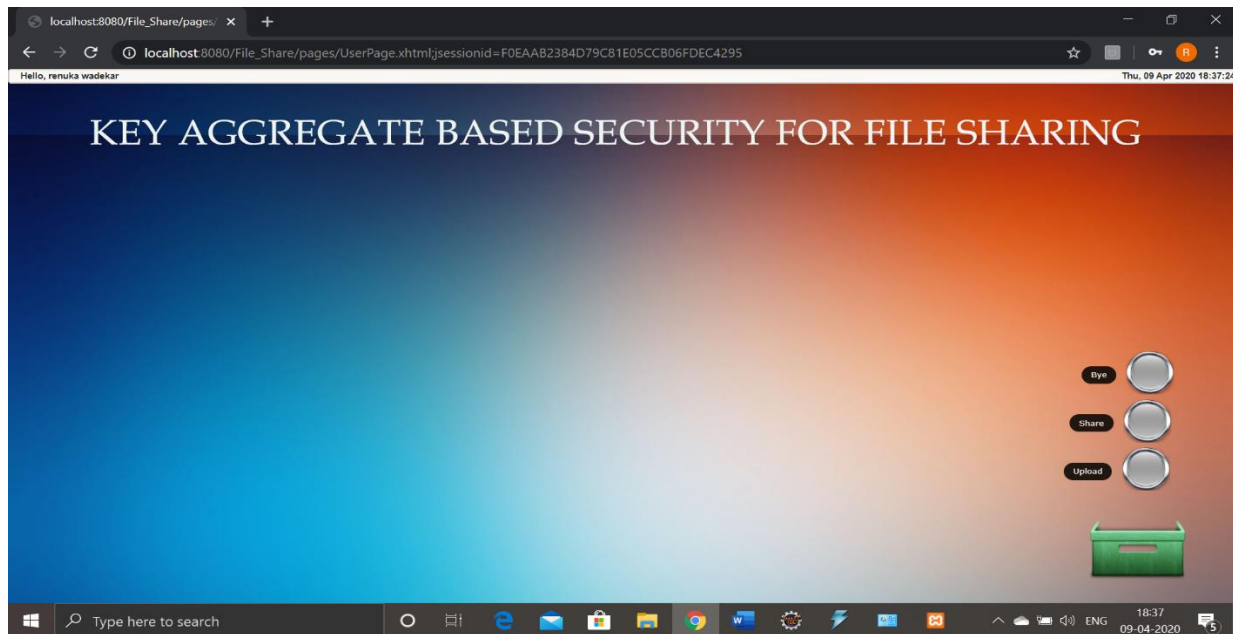 localhost:8080/File_Share/pages/
localhost:8080/File_Share/pages/UserPage.xhtml;jsessionid=F0EAAB2384D79C81E05CCB06FDEC4295
R
Hello, renuka wadekar
Thu, 09 Apr 2020 18:37:24
KEY AGGREGATE BASED SECURITY FOR FILE SHARING
Bye
Share
Upload
Type here to search
ENG
18:37
09-04-2020
5